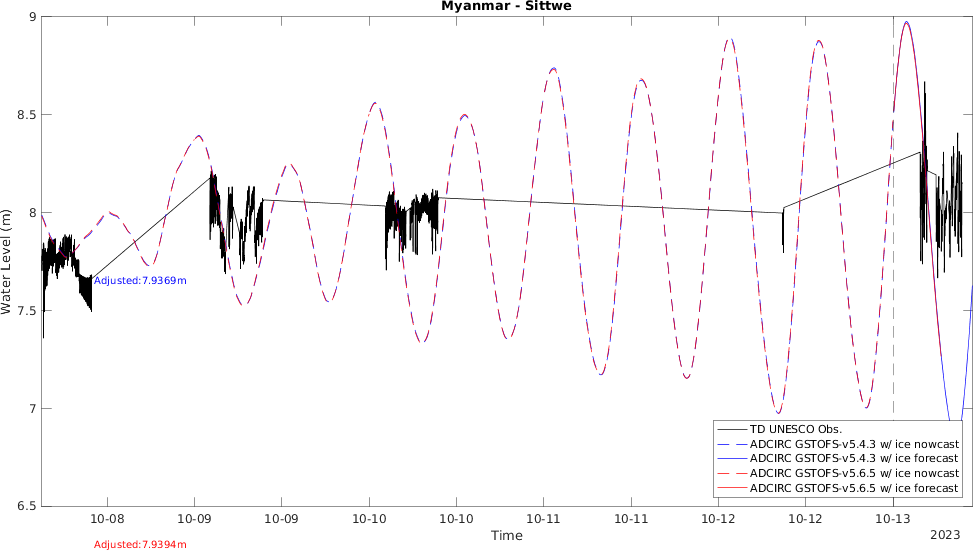 Myanmar - Sittwe
Water Level (m)
9
8.5
8
7.5
7
6.5
Adjusted:7.9369m
TD UNESCO Obs.
ADCIRC GSTOFS-v5.4.3 w/ ice nowcast
ADCIRC GSTOFS-v5.4.3 w/ ice forecast
ADCIRC GSTOFS-v5.6.5 w/ ice nowcast
ADCIRC GSTOFS-v5.6.5 w/ ice forecast
10-08 10-09 10-09 10-10 10-10 10-11 10-11 10-12 10-12 10-13
Time
2023
Adjusted:7.9394m